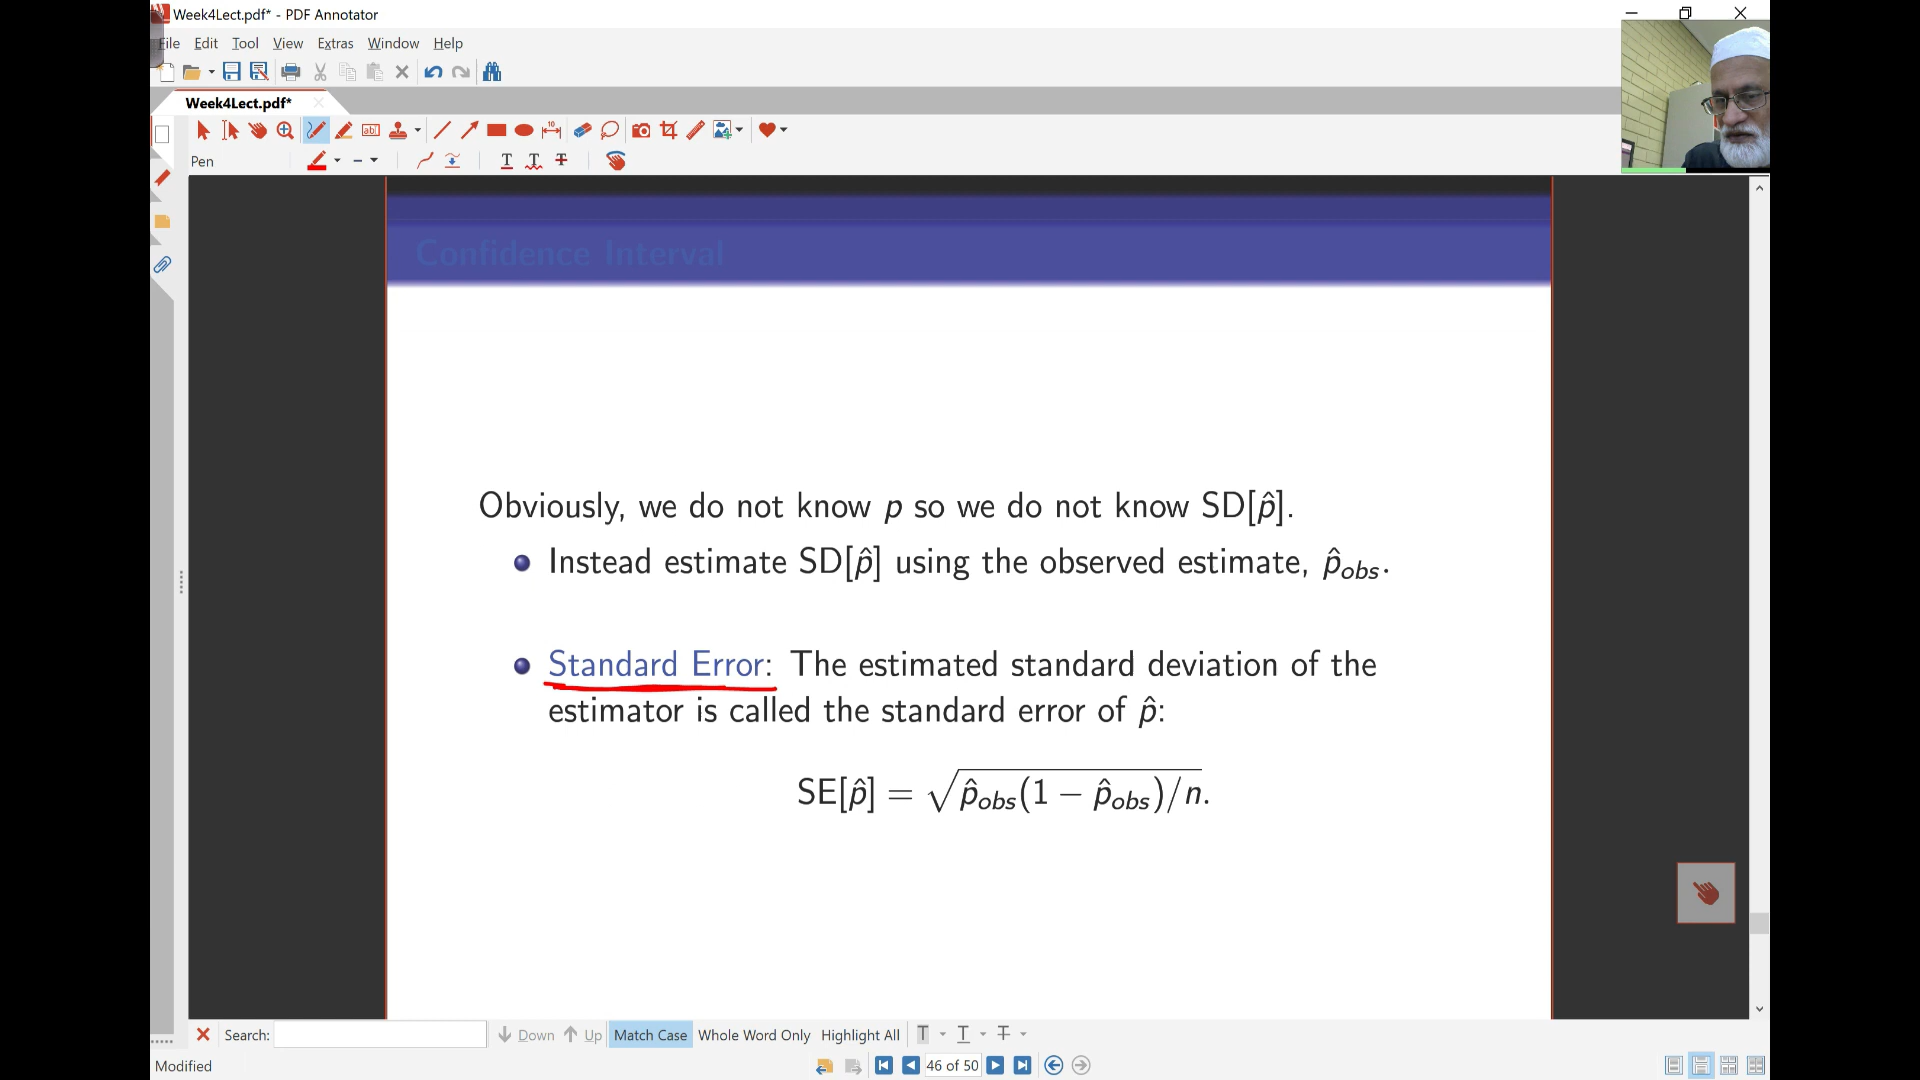 Week4Lect.pdf* - PDF Annotator
File Edit Tool View Extras Window Help
Week4Lect.pdf*
Pen
Confidence Interval
Obviously, we do not know p so we do not know SD[p̂].
Instead estimate SD[p̂] using the observed estimate, p̂obs.
Standard Error: The estimated standard deviation of the
estimator is called the standard error of p̂:
SE[p̂] = √p̂obs(1 − p̂obs)/n.
Search: Down Up Match Case Whole Word Only Highlight All
Modified
46 of 50